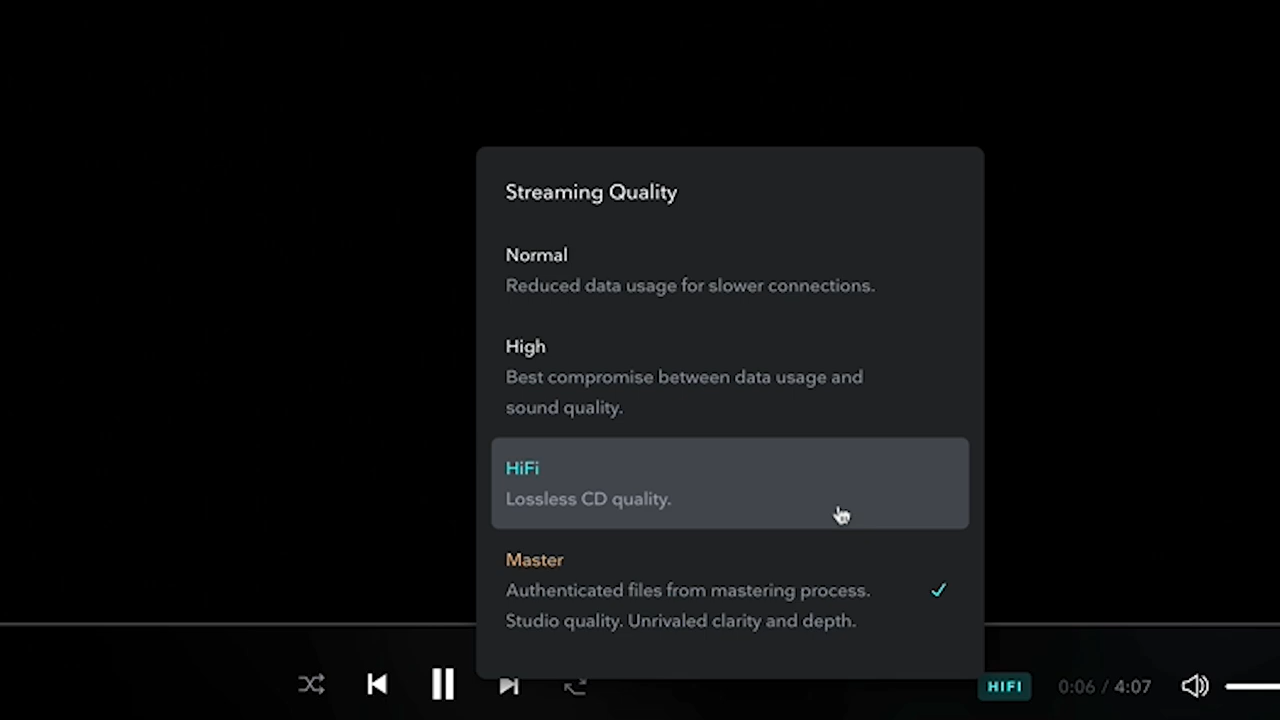 Streaming Quality
Normal
Reduced data usage for slower connections.
High
Best compromise between data usage and
sound quality.
HiFi
Lossless CD quality.
Master
Authenticated files from mastering process.
Studio quality. Unrivaled clarity and depth.
HIFI 0:06 / 4:07